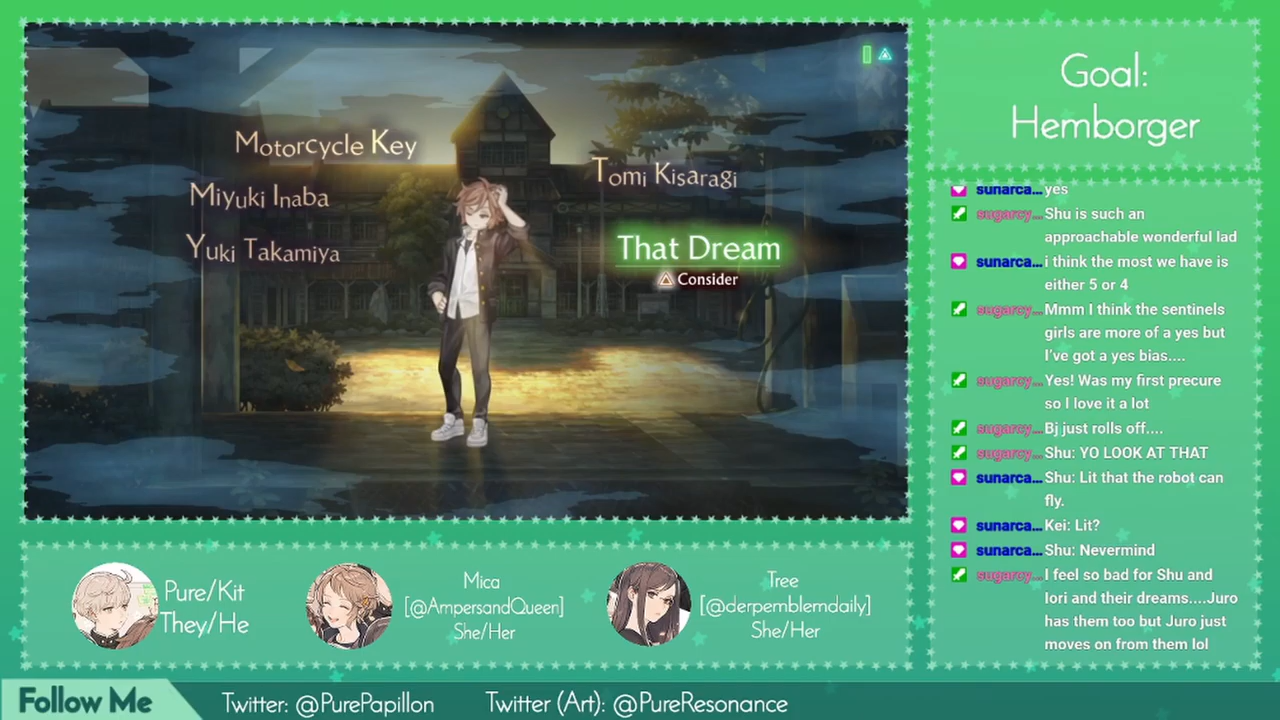 Motorcycle Key
Miyuki Inaba
Yuki Takamiya
Tomi Kisaragi
That Dream
Consider
Goal:
Hemborger
sunarca... yes
sugarcy... Shu is such an
approachable wonderful lad
sunarca... i think the most we have is
either 5 or 4
sugarcy... Mmm I think the sentinels
girls are more of a yes but
I've got a yes bias....
sugarcy... Yes! Was my first precure
so I love it a lot
sugarcy... Bj just rolls off....
sugarcy... Shu: YO LOOK AT THAT
sunarca... Shu: Lit that the robot can
fly.
sunarca... Kei: Lit?
sunarca... Shu: Nevermind
sugarcy... I feel so bad for Shu and
Iori and their dreams....Juro
has them too but Juro just
moves on from them lol
Pure/Kit
They/He
Mica
[@AmpersandQueen]
She/Her
Tree
[@derpemblemdaily]
She/Her
Follow Me
Twitter: @PurePapillon
Twitter (Art): @PureResonance